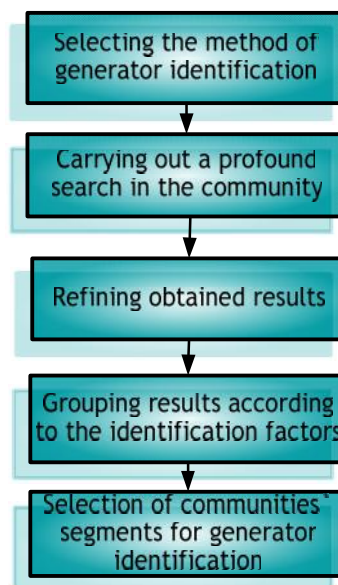 Selecting the method of
generator identification
Carrying out a profound
search in the community
Refining obtained results
Grouping results according
to the identification factors
Selection of communities`
segments for generator
identification